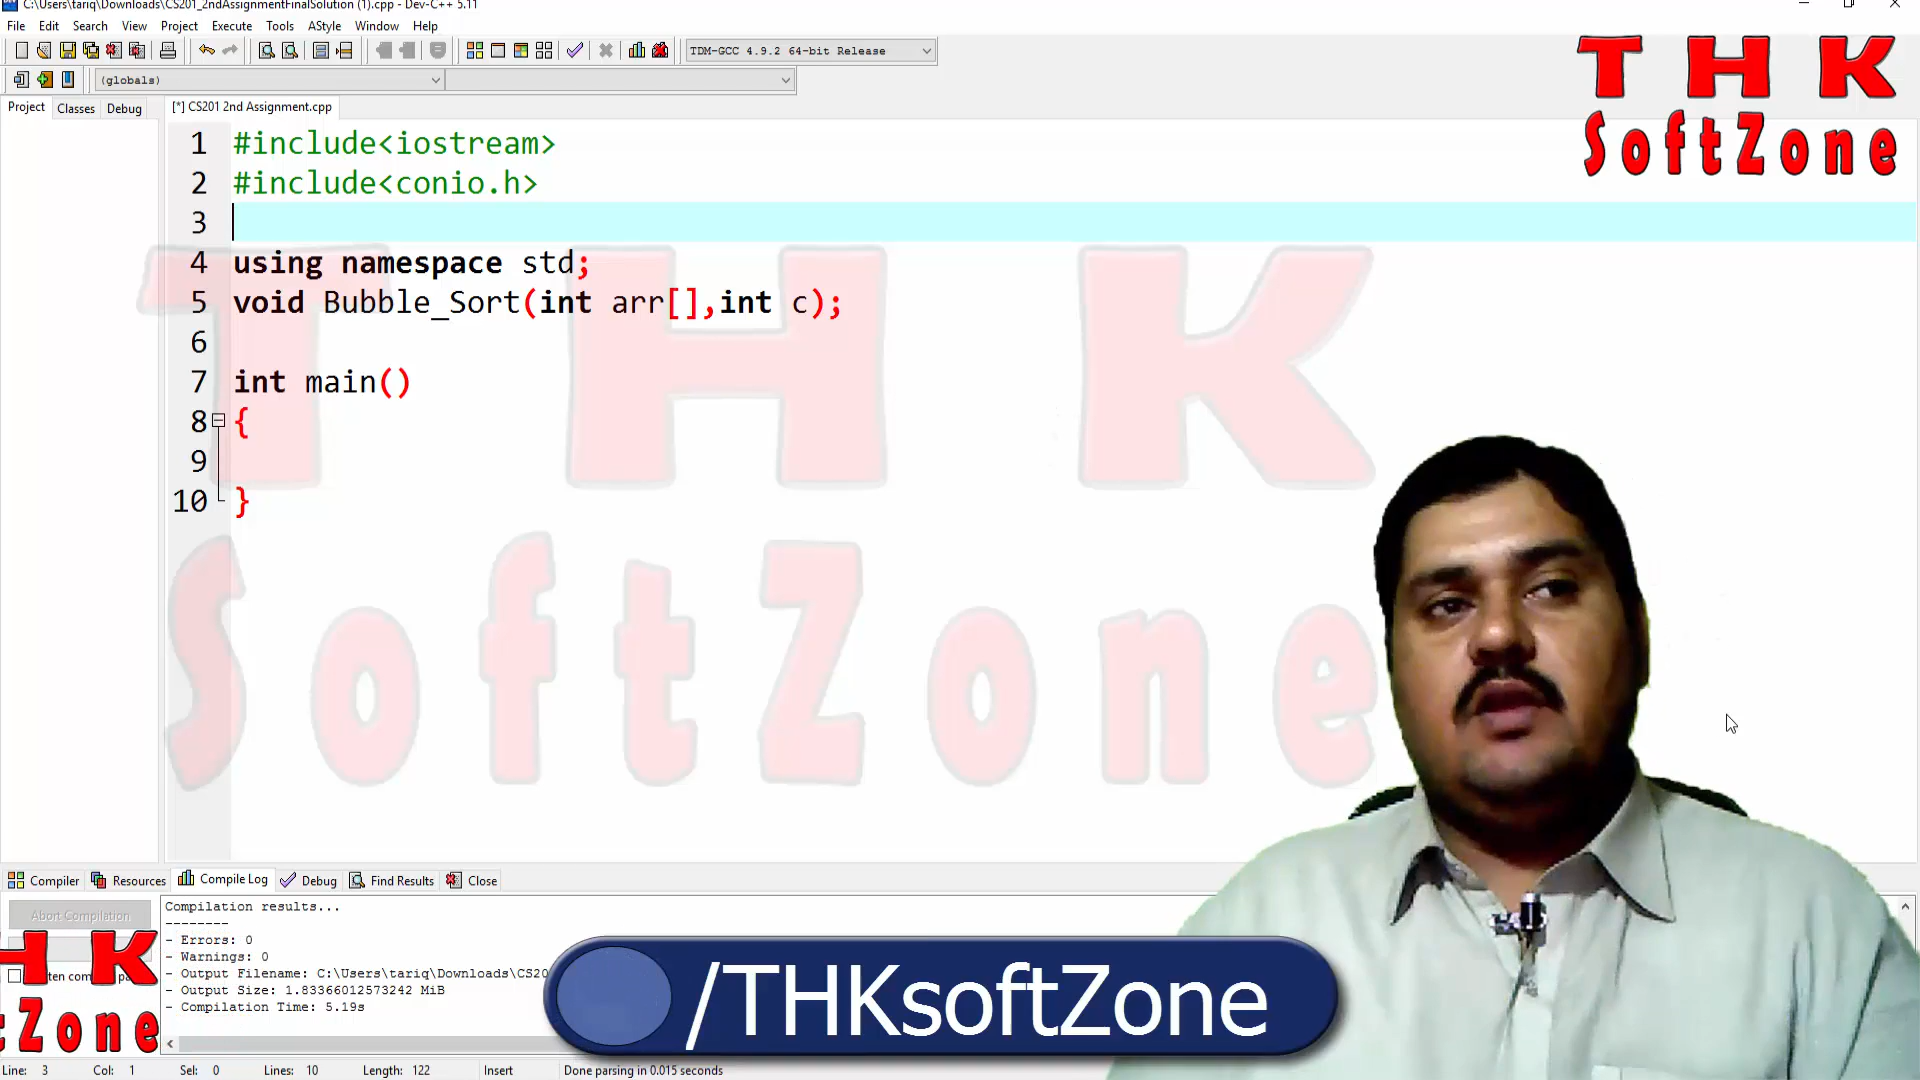 C:\Users\tariq\Downloads\CS201_2ndAssignmentFinalSolution (1).cpp - Dev-C++ 5.11
File Edit Search View Project Execute Tools AStyle Window Help
TDM-GCC 4.9.2 64-bit Release
(globals)
Project Classes Debug
[*] CS201 2nd Assignment.cpp
T H K
SoftZone
1 #include<iostream>
2 #include<conio.h>
3
4 using namespace std;
5 void Bubble_Sort(int arr[],int c);
6
7 int main()
8 {
9
10 }
T H K
SoftZone
Compiler Resources Compile Log Debug Find Results Close
Abort Compilation
Compilation results...
--------
- Errors: 0
- Warnings: 0
- Output Filename: C:\Users\tariq\Downloads\CS20
- Output Size: 1.83366012573242 MiB
- Compilation Time: 5.19s
H K
Zone
/THKsoftZone
Line: 3 Col: 1 Sel: 0 Lines: 10 Length: 122 Insert Done parsing in 0.015 seconds